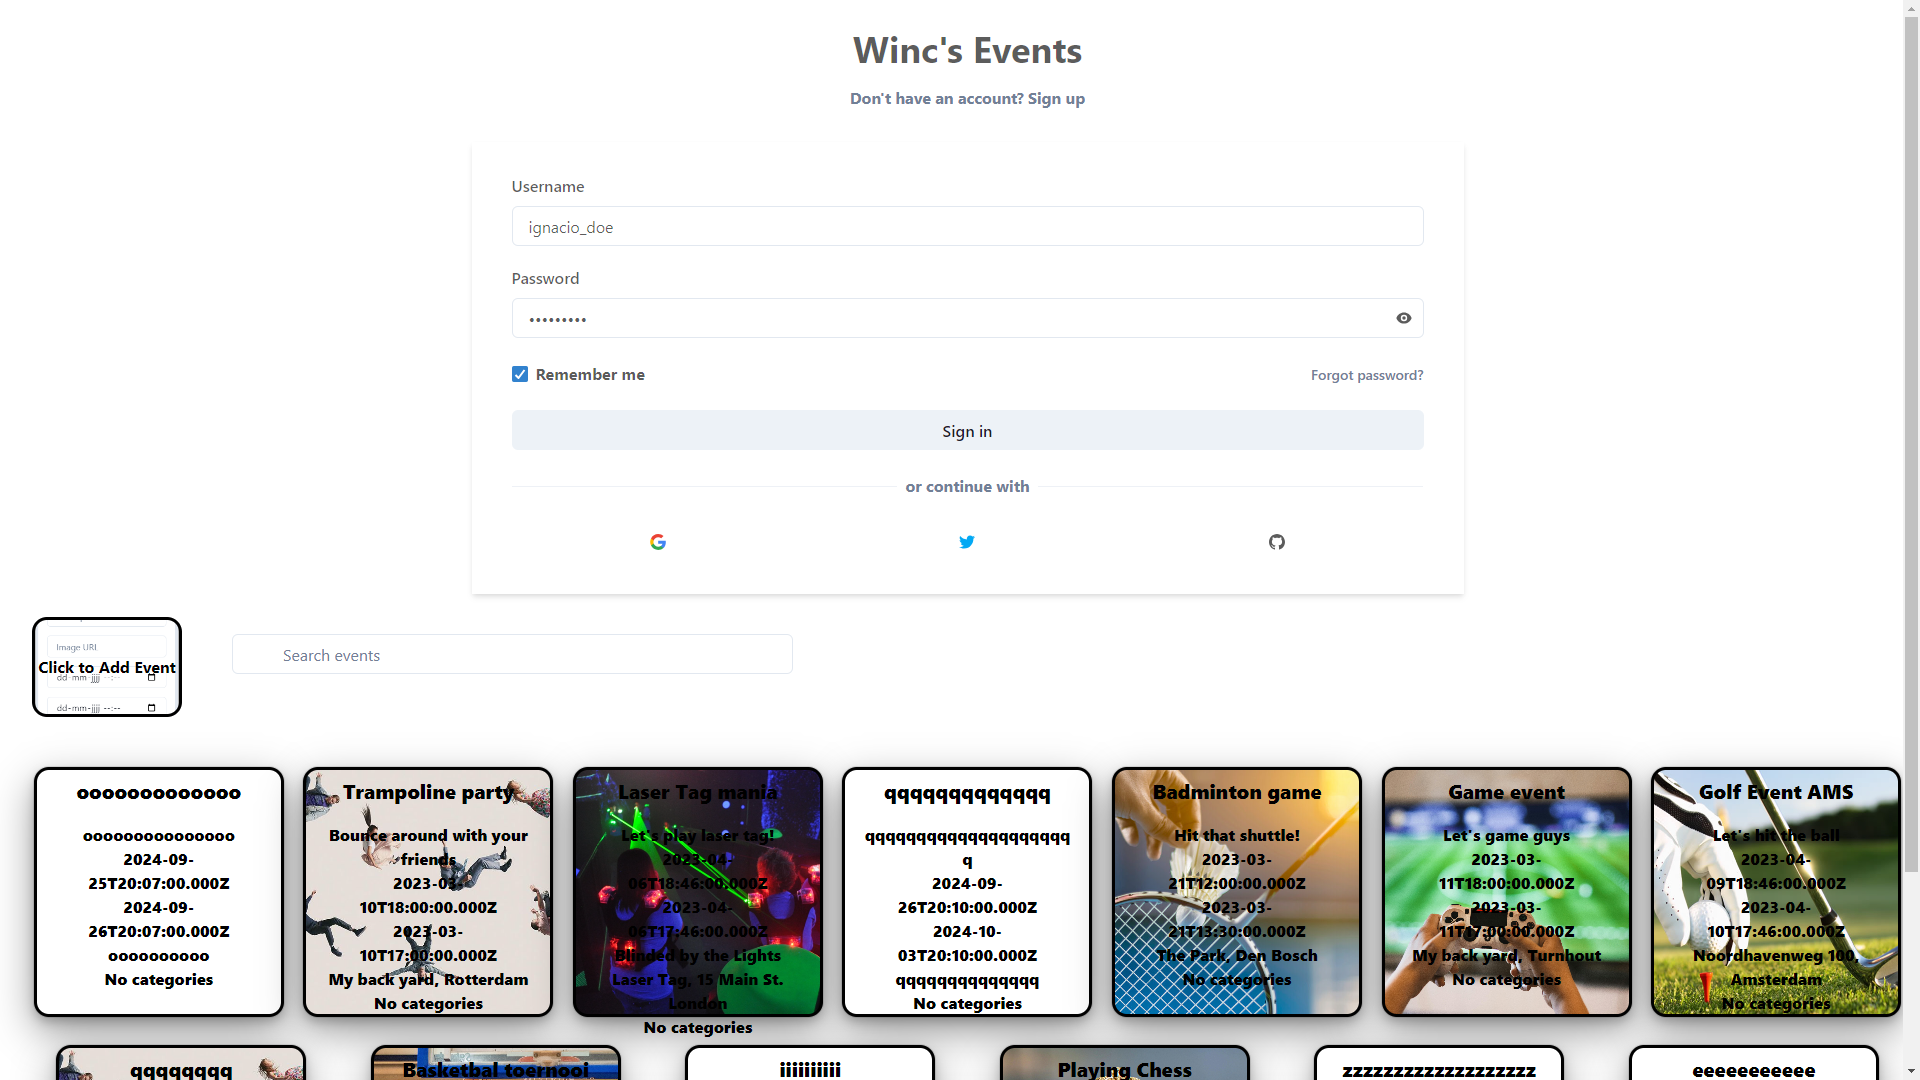 Winc's Events
Don't have an account? Sign up
Username
ignacio_doe
Password
•••••••••
Remember me
Forgot password?
Sign in
or continue with
Image URL
Click to Add Event
dd-mm-jjjj --:--
dd-mm-jjjj --:--
Search events
ooooooooooooo
ooooooooooooooo
2024-09-
25T20:07:00.000Z
2024-09-
26T20:07:00.000Z
oooooooooo
No categories
Trampoline party
Bounce around with your
friends
2023-03-
10T18:00:00.000Z
2023-03-
10T17:00:00.000Z
My back yard, Rotterdam
No categories
Laser Tag mania
Let's play laser tag!
2023-04-
06T18:46:00.000Z
2023-04-
06T17:46:00.000Z
Blinded by the Lights
Laser Tag, 15 Main St.
London
No categories
qqqqqqqqqqqqq
qqqqqqqqqqqqqqqqqqqq
q
2024-09-
26T20:10:00.000Z
2024-10-
03T20:10:00.000Z
qqqqqqqqqqqqqq
No categories
Badminton game
Hit that shuttle!
2023-03-
21T12:00:00.000Z
2023-03-
21T13:30:00.000Z
The Park, Den Bosch
No categories
Game event
Let's game guys
2023-03-
11T18:00:00.000Z
2023-03-
11T17:00:00.000Z
My back yard, Turnhout
No categories
Golf Event AMS
Let's hit the ball
2023-04-
09T18:46:00.000Z
2023-04-
10T17:46:00.000Z
Noordhavenweg 100,
Amsterdam
No categories
qqqqqqqq
Basketbal toernooi
iiiiiiiiii
Playing Chess
zzzzzzzzzzzzzzzzzzz
eeeeeeeeeee